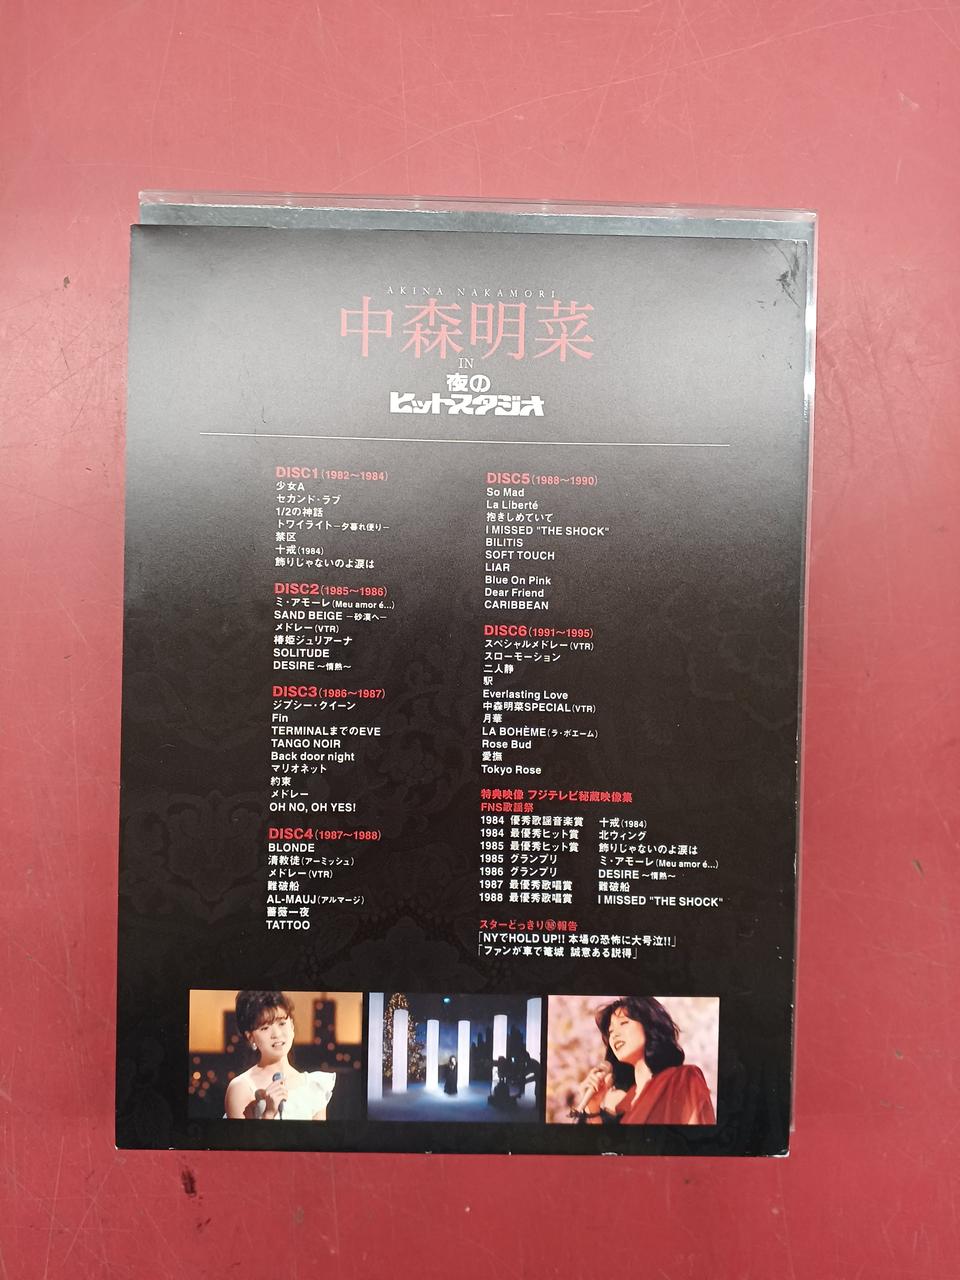 AKINA NAKAMORI
中森明菜
IN
夜の
ヒットスタジオ
DISC1(1982〜1984)
少女A
セカンド・ラブ
1/2の神話
トワイライト−夕暮れ便り−
禁区
十戒(1984)
飾りじゃないのよ涙は
DISC2(1985〜1986)
ミ・アモーレ(Meu amor é...)
SAND BEIGE −砂漠へ−
メドレー(VTR)
椿姫ジュリアーナ
SOLITUDE
DESIRE 〜情熱〜
DISC3(1986〜1987)
ジプシー・クイーン
Fin
TERMINALまでのEVE
TANGO NOIR
Back door night
マリオネット
約束
メドレー
OH NO, OH YES!
DISC4(1987〜1988)
BLONDE
清教徒(アーミッシュ)
メドレー(VTR)
難破船
AL-MAUJ(アルマージ)
薔薇一夜
TATTOO
DISC5(1988〜1990)
So Mad
La Liberté
抱きしめていて
I MISSED "THE SHOCK"
BILITIS
SOFT TOUCH
LIAR
Blue On Pink
Dear Friend
CARIBBEAN
DISC6(1991〜1995)
スペシャルメドレー(VTR)
スローモーション
二人静
駅
Everlasting Love
中森明菜SPECIAL(VTR)
月華
LA BOHÈME(ラ・ボエーム)
Rose Bud
愛撫
Tokyo Rose
特典映像 フジテレビ秘蔵映像集
FNS歌謡祭
1984 優秀歌謡音楽賞 十戒(1984)
1984 最優秀ヒット賞 北ウィング
1985 最優秀ヒット賞 飾りじゃないのよ涙は
1985 グランプリ ミ・アモーレ(Meu amor é...)
1986 グランプリ DESIRE 〜情熱〜
1987 最優秀歌唱賞 難破船
1988 最優秀歌唱賞 I MISSED "THE SHOCK"
スターどっきり㊙報告
「NYでHOLD UP!! 本場の恐怖に大号泣!!」
「ファンが車で篭城 誠意ある説得」